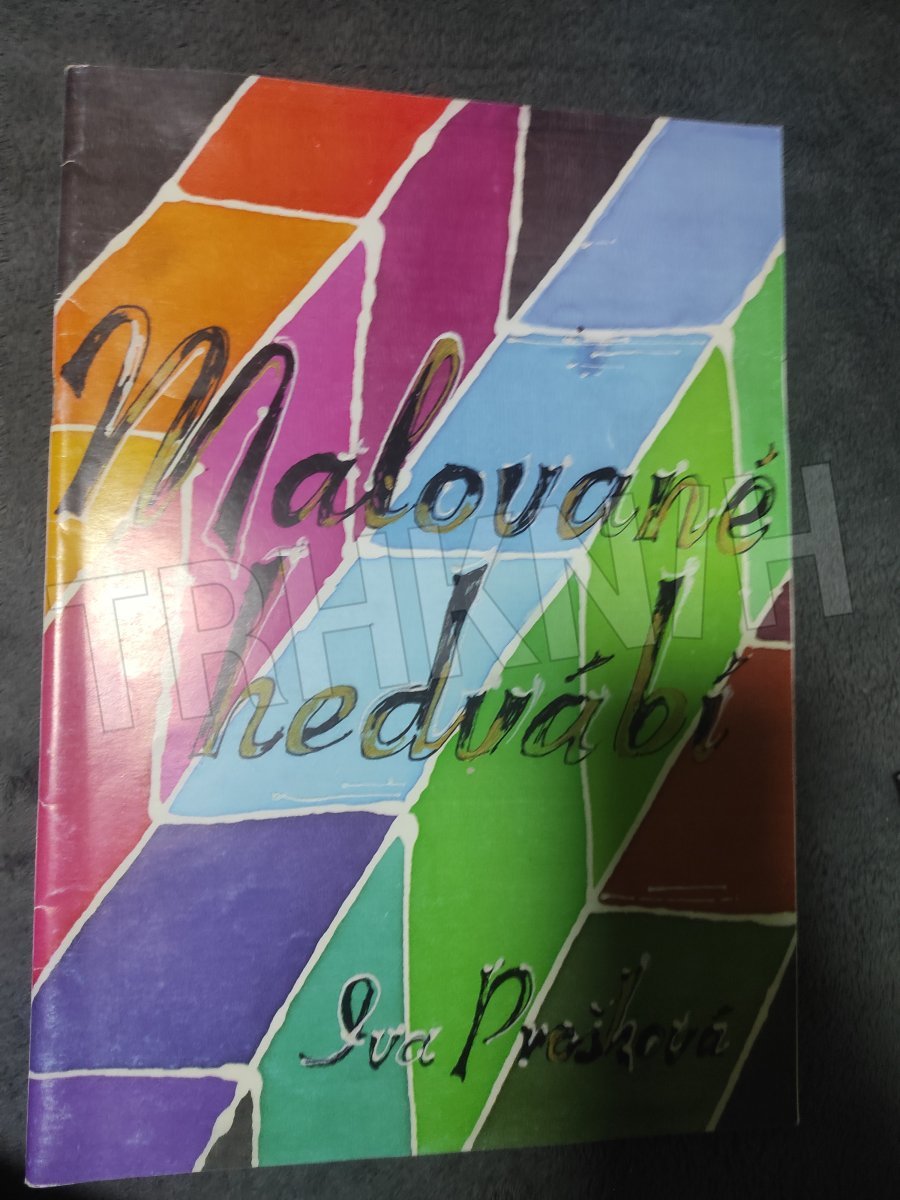 Malované
TRHKNIH
hedvábí
Iva Prošková